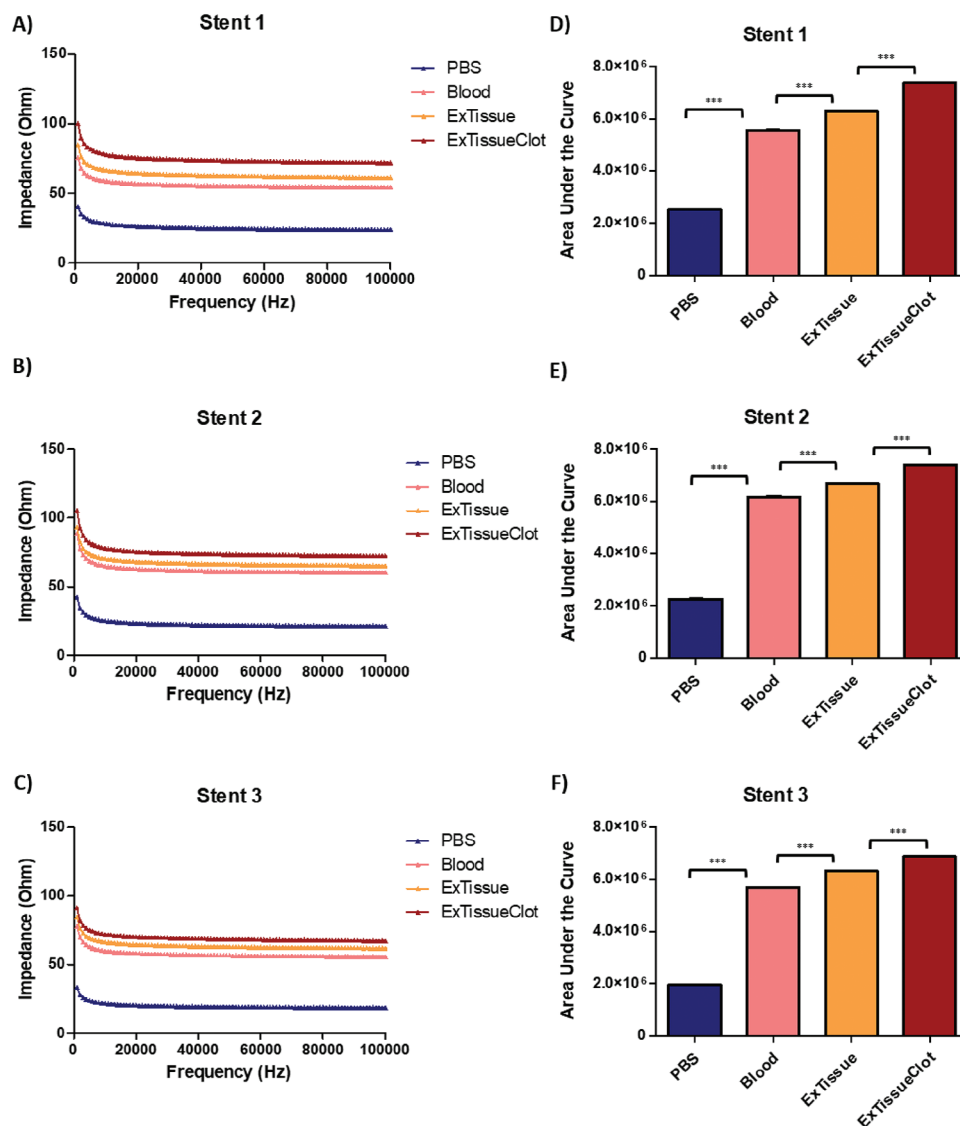 A)
Stent 1
150
100
50
0
Impedance (Ohm)
0 20000 40000 60000 80000 100000
Frequency (Hz)
PBS
Blood
ExTissue
ExTissueClot
D)
Stent 1
8.0×10⁶
6.0×10⁶
4.0×10⁶
2.0×10⁶
0
Area Under the Curve
*** *** ***
PBS Blood ExTissue ExTissueClot
B)
Stent 2
150
100
50
0
Impedance (Ohm)
0 20000 40000 60000 80000 100000
Frequency (Hz)
PBS
Blood
ExTissue
ExTissueClot
E)
Stent 2
8.0×10⁶
6.0×10⁶
4.0×10⁶
2.0×10⁶
0
Area Under the Curve
*** *** ***
PBS Blood ExTissue ExTissueClot
C)
Stent 3
150
100
50
0
Impedance (Ohm)
0 20000 40000 60000 80000 100000
Frequency (Hz)
PBS
Blood
ExTissue
ExTissueClot
F)
Stent 3
8.0×10⁶
6.0×10⁶
4.0×10⁶
2.0×10⁶
0
Area Under the Curve
*** *** ***
PBS Blood ExTissue ExTissueClot